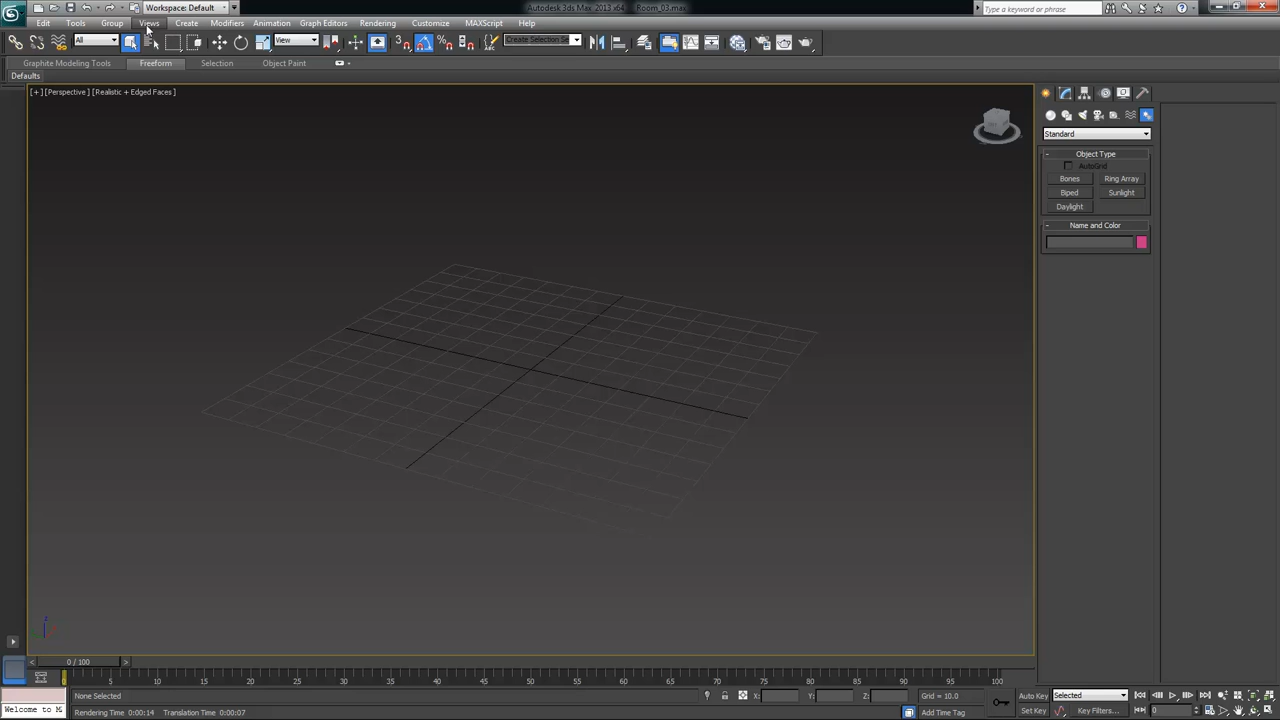 Workspace: Default
Autodesk 3ds Max 2013 x64 Room_03.max
Type a keyword or phrase
Edit Tools Group Views Create Modifiers Animation Graph Editors Rendering Customize MAXScript Help
All View Create Selection Se
Graphite Modeling Tools Freeform Selection Object Paint
Defaults
[+] [Perspective] [Realistic + Edged Faces]
Standard
- Object Type
AutoGrid
Bones Ring Array
Biped Sunlight
Daylight
- Name and Color
z
< 0 / 100 >
0 5 10 15 20 25 30 35 40 45 50 55 60 65 70 75 80 85 90 95 100
None Selected X: Y: Z: Grid = 10.0 Auto Key Selected
Welcome to M Rendering Time 0:00:14 Translation Time 0:00:07 Add Time Tag Set Key Key Filters... 0